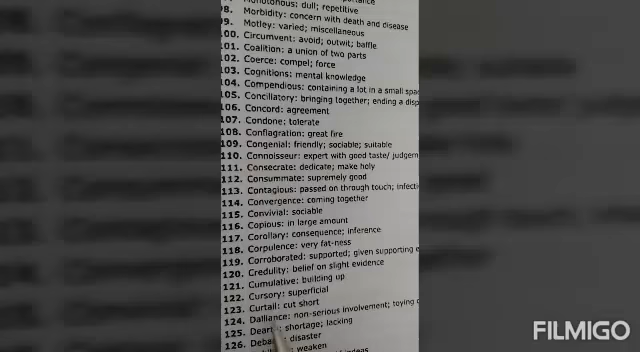 Monotonous: dull; repetitive
98. Morbidity: concern with death and disease
99. Motley: varied; miscellaneous
100. Circumvent: avoid; outwit; baffle
101. Coalition: a union of two parts
102. Coerce: compel; force
103. Cognitions: mental knowledge
104. Compendious: containing a lot in a small spac
105. Conciliatory: bringing together; ending a disp
106. Concord: agreement
107. Condone: tolerate
108. Conflagration: great fire
109. Congenial: friendly; sociable; suitable
110. Connoisseur: expert with good taste/ judgem
111. Consecrate: dedicate; make holy
112. Consummate: supremely good
113. Contagious: passed on through touch; infecti
114. Convergence: coming together
115. Convivial: sociable
116. Copious: in large amount
117. Corollary: consequence; inference
118. Corpulence: very fat-ness
119. Corroborated: supported; given supporting e
120. Credulity: belief on slight evidence
121. Cumulative: building up
122. Cursory: superficial
123. Curtail: cut short
124. Dalliance: non-serious involvement; toying
125. Dearth: shortage; lacking
126. disaster
weaken
FILMIGO